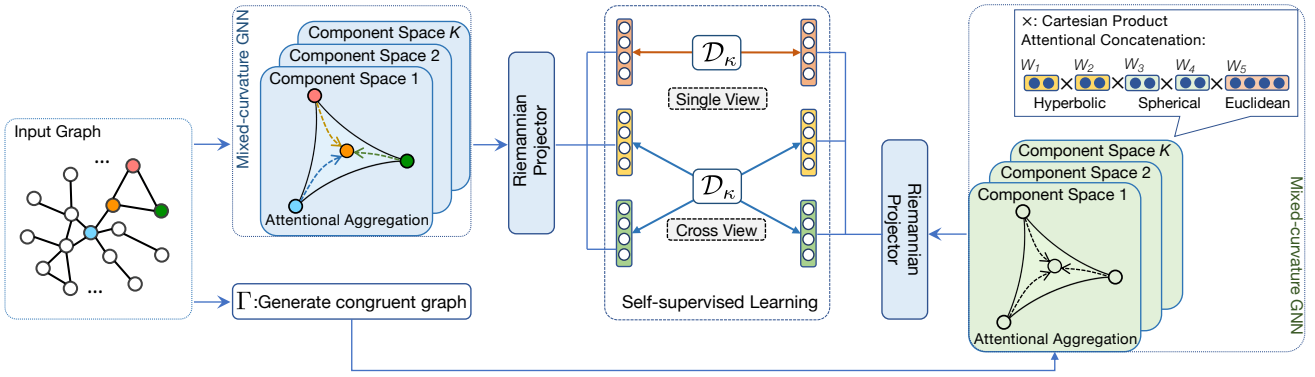 Input Graph
...
...
Mixed-curvature GNN
Component Space K
Component Space 2
Component Space 1
Attentional Aggregation
Γ:Generate congruent graph
Riemannian
Projector
𝒟κ
Single View
𝒟κ
Cross View
Self-supervised Learning
Riemannian
Projector
×: Cartesian Product
Attentional Concatenation:
W1 W2 W3 W4 W5
× × × ×
Hyperbolic Spherical Euclidean
Component Space K
Component Space 2
Component Space 1
Attentional Aggregation
Mixed-curvature GNN